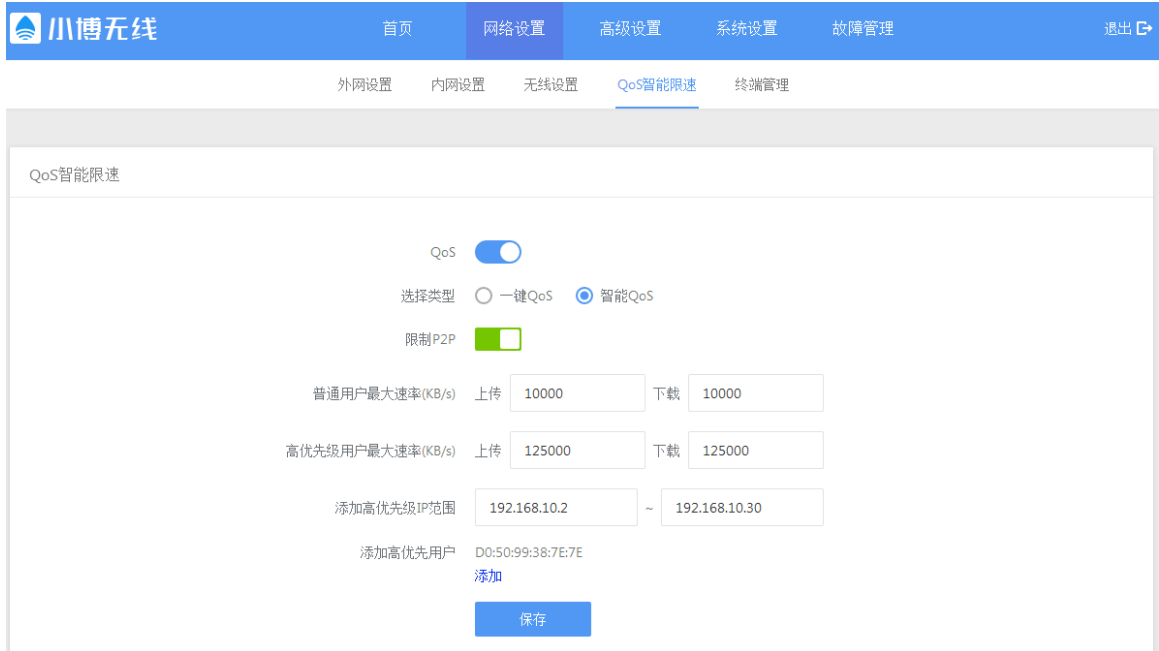 小博无线 首页 网络设置 高级设置 系统设置 故障管理 退出
外网设置 内网设置 无线设置 QoS智能限速 终端管理
QoS智能限速
QoS
选择类型 一键QoS 智能QoS
限制P2P
普通用户最大速率(KB/s) 上传 10000 下载 10000
高优先级用户最大速率(KB/s) 上传 125000 下载 125000
添加高优先级IP范围 192.168.10.2 ~ 192.168.10.30
添加高优先用户 D0:50:99:38:7E:7E
添加
保存